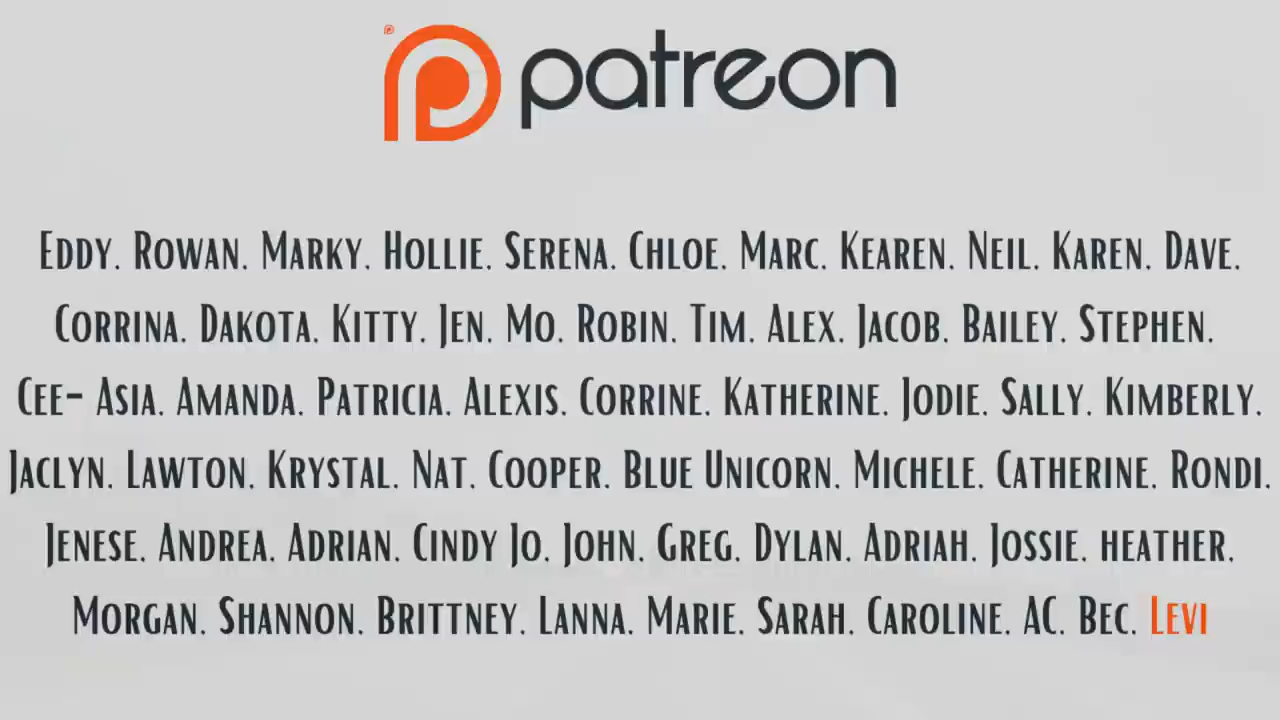 patreon
Eddy, Rowan, Marky, Hollie, Serena, Chloe, Marc, Kearen, Neil, Karen, Dave,
Corrina, Dakota, Kitty, Jen, Mo, Robin, Tim, Alex, Jacob, Bailey, Stephen,
Cee- Asia, Amanda, Patricia, Alexis, Corrine, Katherine, Jodie, Sally, Kimberly,
Jaclyn, Lawton, Krystal, Nat, Cooper, Blue Unicorn, Michele, Catherine, Rondi,
Jenese, Andrea, Adrian, Cindy Jo, John, Greg, Dylan, Adriah, Jossie, heather,
Morgan, Shannon, Brittney, Lanna, Marie, Sarah, Caroline, AC, Bec, Levi